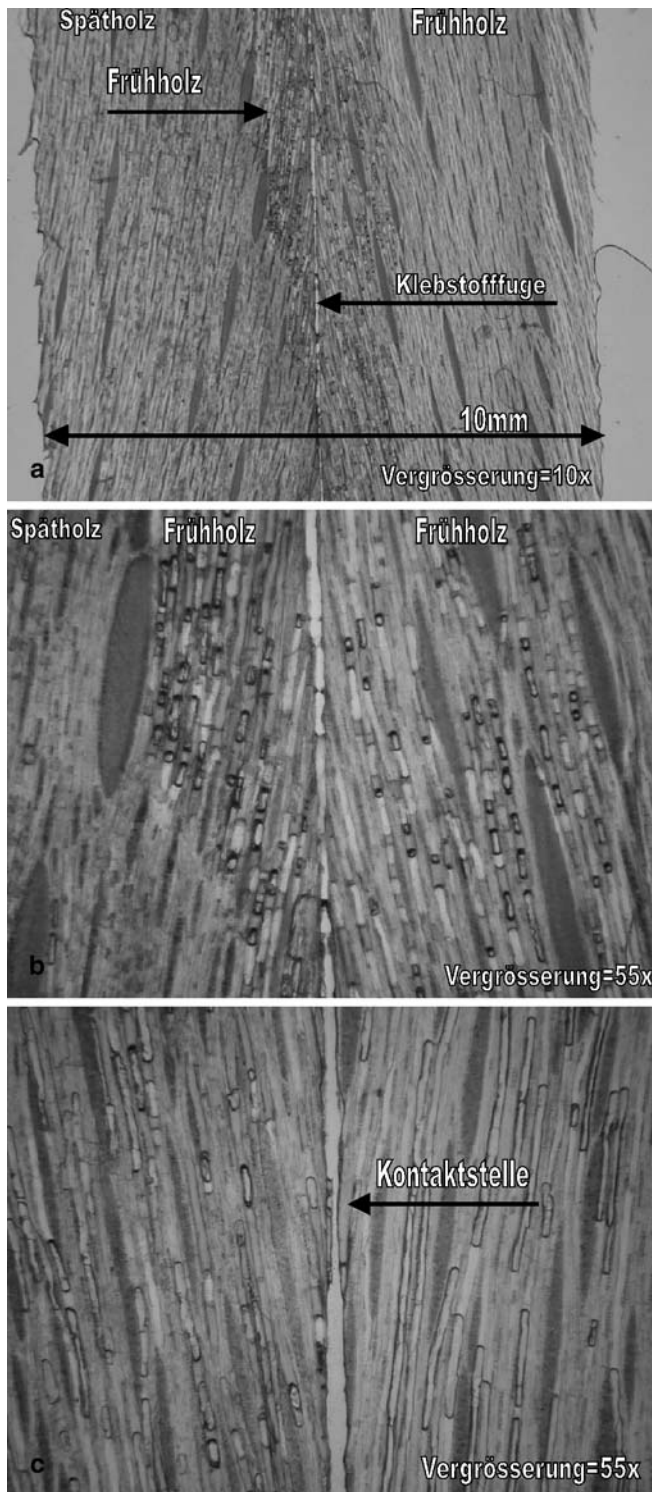 Spätholz
Frühholz
Frühholz
Klebstofffuge
10mm
a
Vergrösserung=10x
Spätholz
Frühholz
Frühholz
b
Vergrösserung=55x
Kontaktstelle
c
Vergrösserung=55x